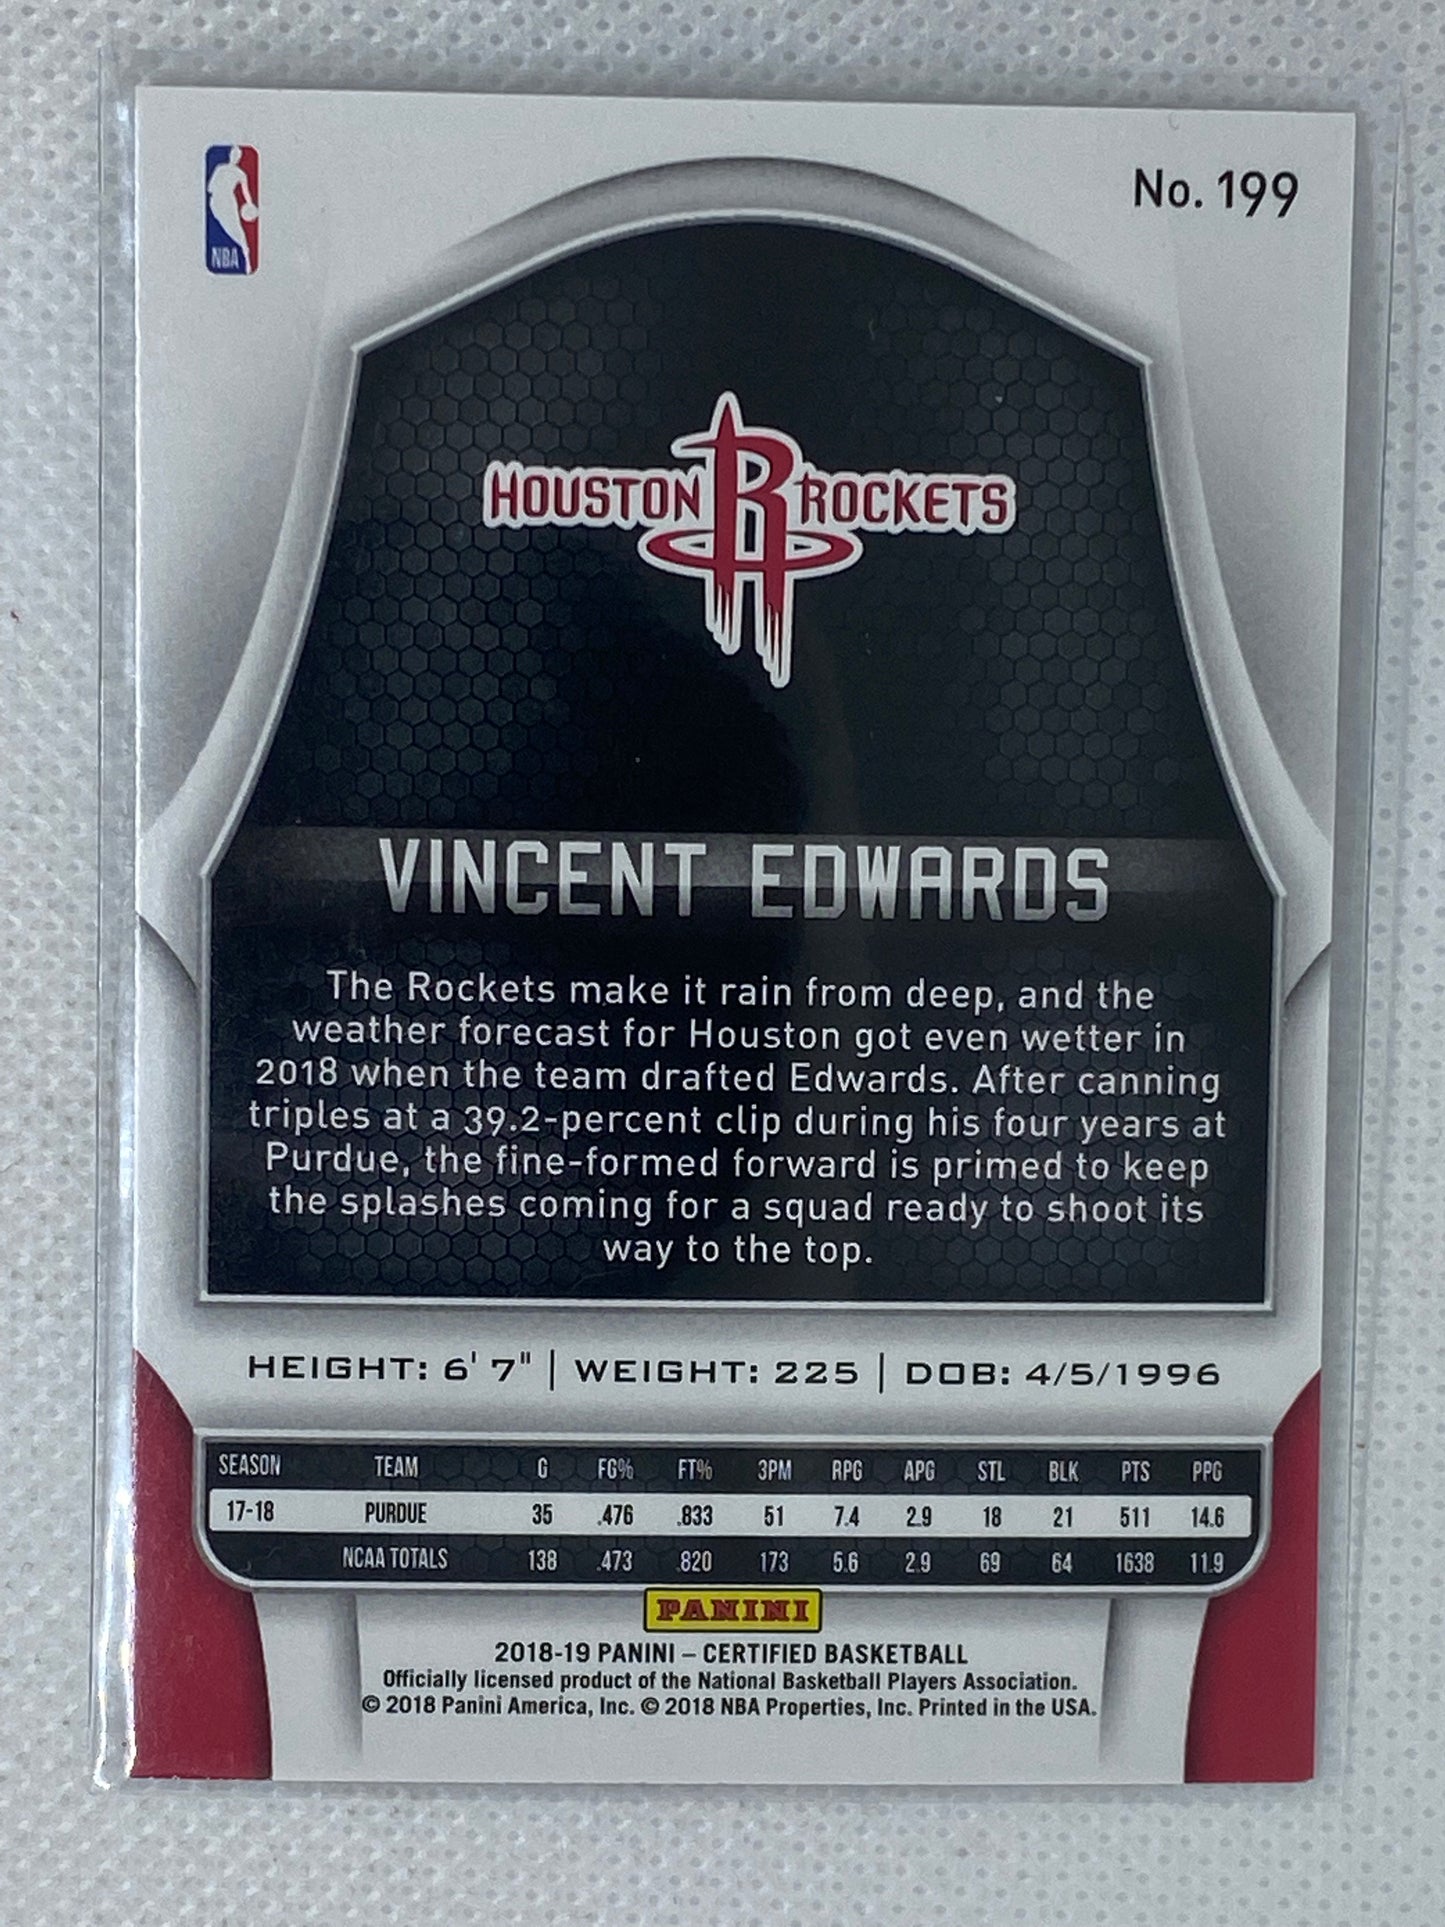 NBA
No. 199
HOUSTON R ROCKETS
VINCENT EDWARDS
The Rockets make it rain from deep, and the
weather forecast for Houston got even wetter in
2018 when the team drafted Edwards. After canning
triples at a 39.2-percent clip during his four years at
Purdue, the fine-formed forward is primed to keep
the splashes coming for a squad ready to shoot its
way to the top.
HEIGHT: 6' 7" | WEIGHT: 225 | DOB: 4/5/1996
SEASON TEAM G FG% FT% 3PM RPG APG STL BLK PTS PPG
17-18 PURDUE 35 .476 .833 51 7.4 2.9 18 21 511 14.6
NCAA TOTALS 138 .473 .820 173 5.6 2.9 69 64 1638 11.9
PANINI
2018-19 PANINI – CERTIFIED BASKETBALL
Officially licensed product of the National Basketball Players Association.
© 2018 Panini America, Inc. © 2018 NBA Properties, Inc. Printed in the USA.